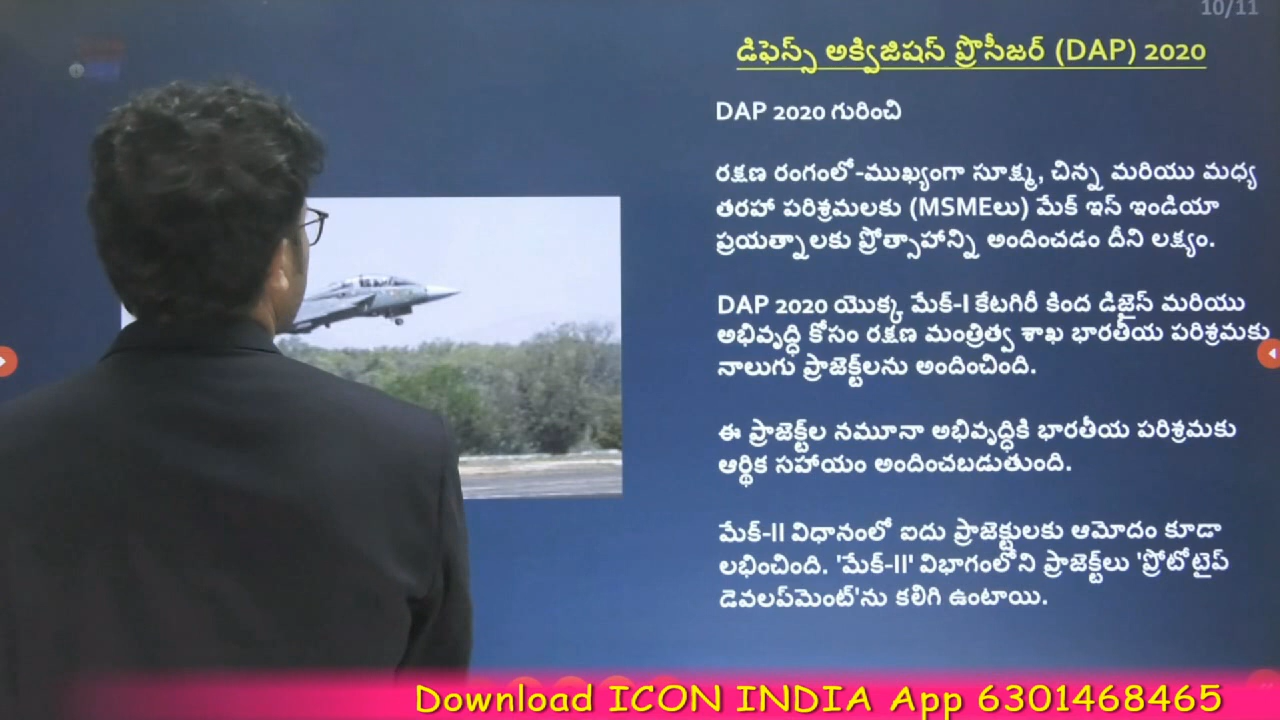 10/11
డిఫెన్స్ అక్విజిషన్ ప్రొసీజర్ (DAP) 2020
DAP 2020 గురించి
రక్షణ రంగంలో-ముఖ్యంగా సూక్ష్మ, చిన్న మరియు మధ్య
తరహా పరిశ్రమలకు (MSMEలు) మేక్ ఇన్ ఇండియా
ప్రయత్నాలకు ప్రోత్సాహాన్ని అందించడం దీని లక్ష్యం.
DAP 2020 యొక్క మేక్-I కేటగిరీ కింద డిజైన్ మరియు
అభివృద్ధి కోసం రక్షణ మంత్రిత్వ శాఖ భారతీయ పరిశ్రమకు
నాలుగు ప్రాజెక్ట్‌లను అందించింది.
ఈ ప్రాజెక్ట్‌ల నమూనా అభివృద్ధికి భారతీయ పరిశ్రమకు
ఆర్థిక సహాయం అందించబడుతుంది.
మేక్-II విధానంలో ఐదు ప్రాజెక్టులకు ఆమోదం కూడా
లభించింది. 'మేక్-II' విభాగంలోని ప్రాజెక్ట్‌లు 'ప్రోటోటైప్
డెవలప్‌మెంట్'ను కలిగి ఉంటాయి.
Download ICON INDIA App 6301468465